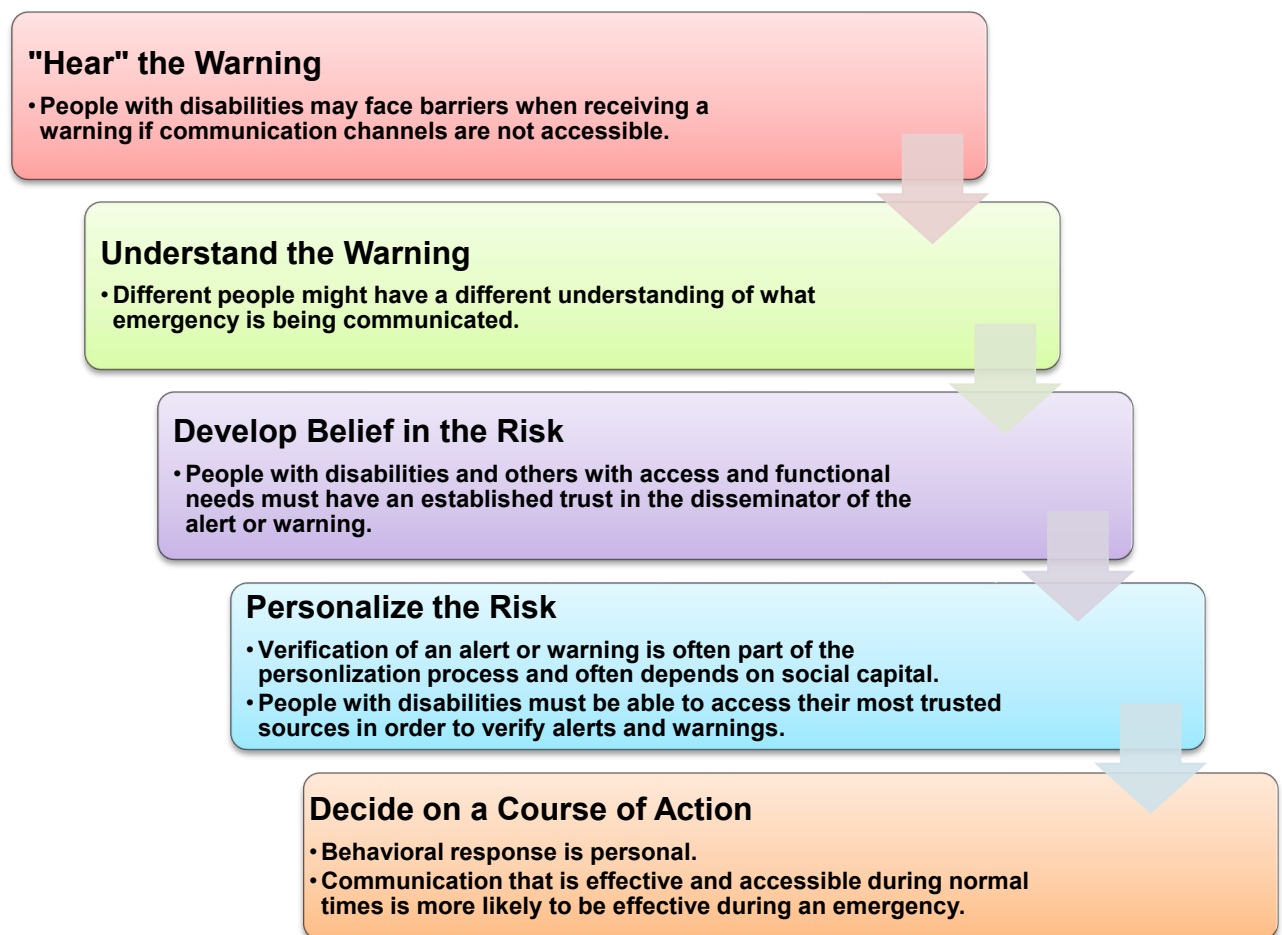 "Hear" the Warning
• People with disabilities may face barriers when receiving a
warning if communication channels are not accessible.
Understand the Warning
• Different people might have a different understanding of what
emergency is being communicated.
Develop Belief in the Risk
• People with disabilities and others with access and functional
needs must have an established trust in the disseminator of the
alert or warning.
Personalize the Risk
• Verification of an alert or warning is often part of the
personlization process and often depends on social capital.
• People with disabilities must be able to access their most trusted
sources in order to verify alerts and warnings.
Decide on a Course of Action
• Behavioral response is personal.
• Communication that is effective and accessible during normal
times is more likely to be effective during an emergency.